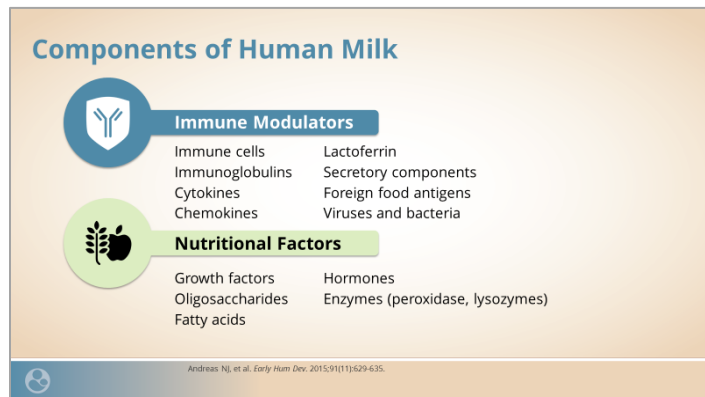 Components of Human Milk
Immune Modulators
Immune cells
Immunoglobulins
Cytokines
Chemokines
Lactoferrin
Secretory components
Foreign food antigens
Viruses and bacteria
Nutritional Factors
Growth factors
Oligosaccharides
Fatty acids
Hormones
Enzymes (peroxidase, lysozymes)
Andreas NJ, et al. Early Hum Dev. 2015;91(11):629-635.